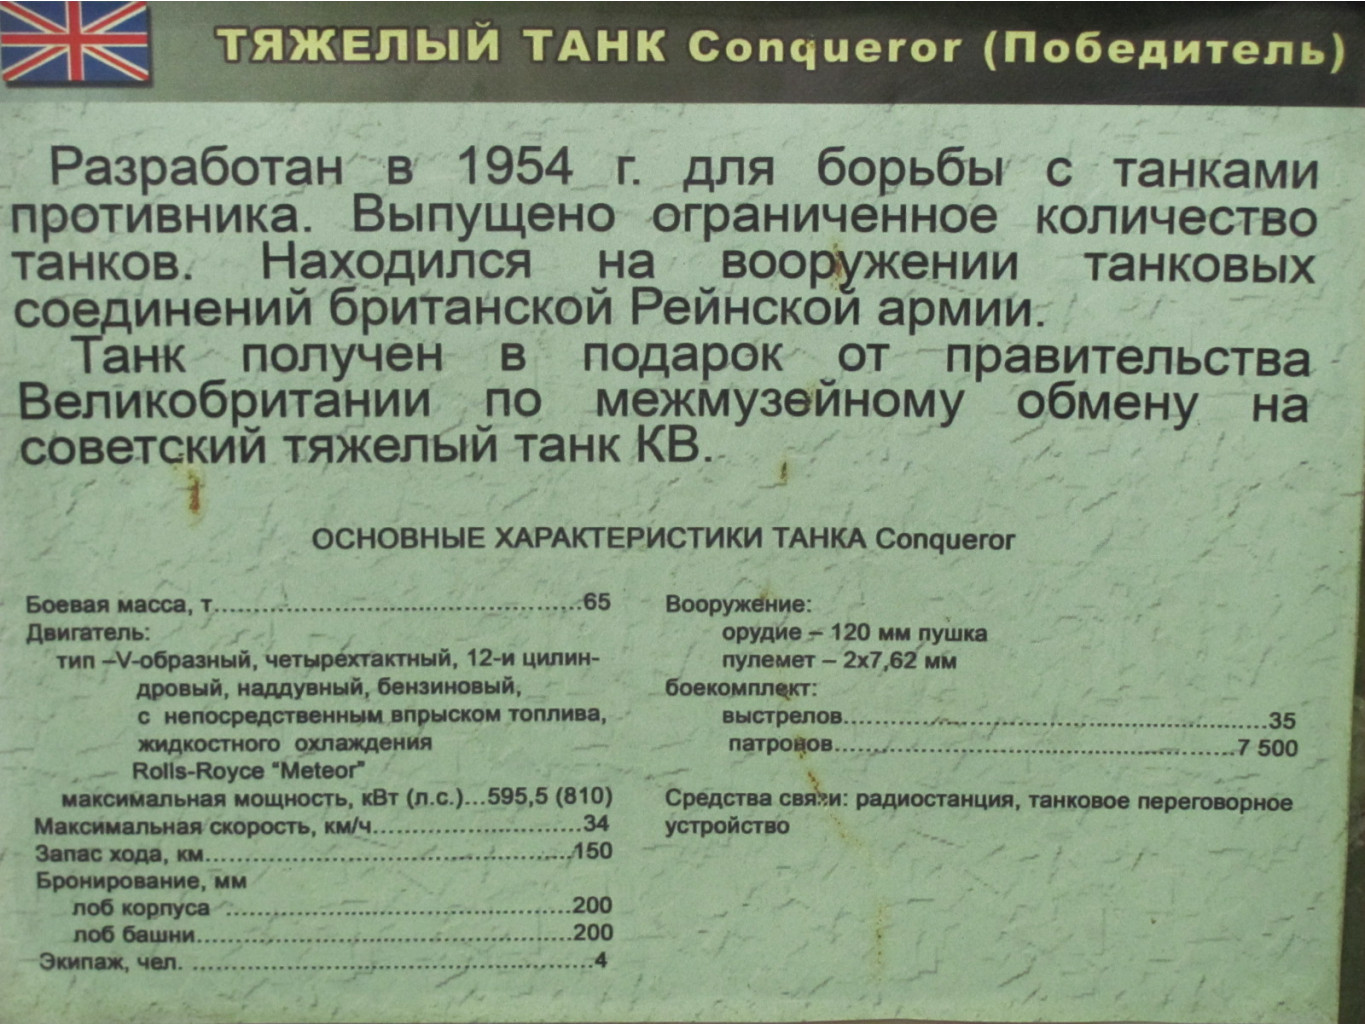 ТЯЖЕЛЫЙ ТАНК Conqueror (Победитель)
Разработан в 1954 г. для борьбы с танками
противника. Выпущено ограниченное количество
танков. Находился на вооружении танковых
соединений британской Рейнской армии.
Танк получен в подарок от правительства
Великобритании по межмузейному обмену на
советский тяжелый танк КВ.
ОСНОВНЫЕ ХАРАКТЕРИСТИКИ ТАНКА Conqueror
Боевая масса, т..........................................65
Двигатель:
тип –V-образный, четырехтактный, 12-и цилин-
дровый, наддувный, бензиновый,
с непосредственным впрыском топлива,
жидкостного охлаждения
Rolls-Royce "Meteor"
максимальная мощность, кВт (л.с.)...595,5 (810)
Максимальная скорость, км/ч........................34
Запас хода, км..........................................150
Бронирование, мм
лоб корпуса .......................................200
лоб башни...........................................200
Экипаж, чел. .............................................4
Вооружение:
орудие – 120 мм пушка
пулемет – 2х7,62 мм
боекомплект:
выстрелов.................................................35
патронов..............................................7 500
Средства связи: радиостанция, танковое переговорное
устройство